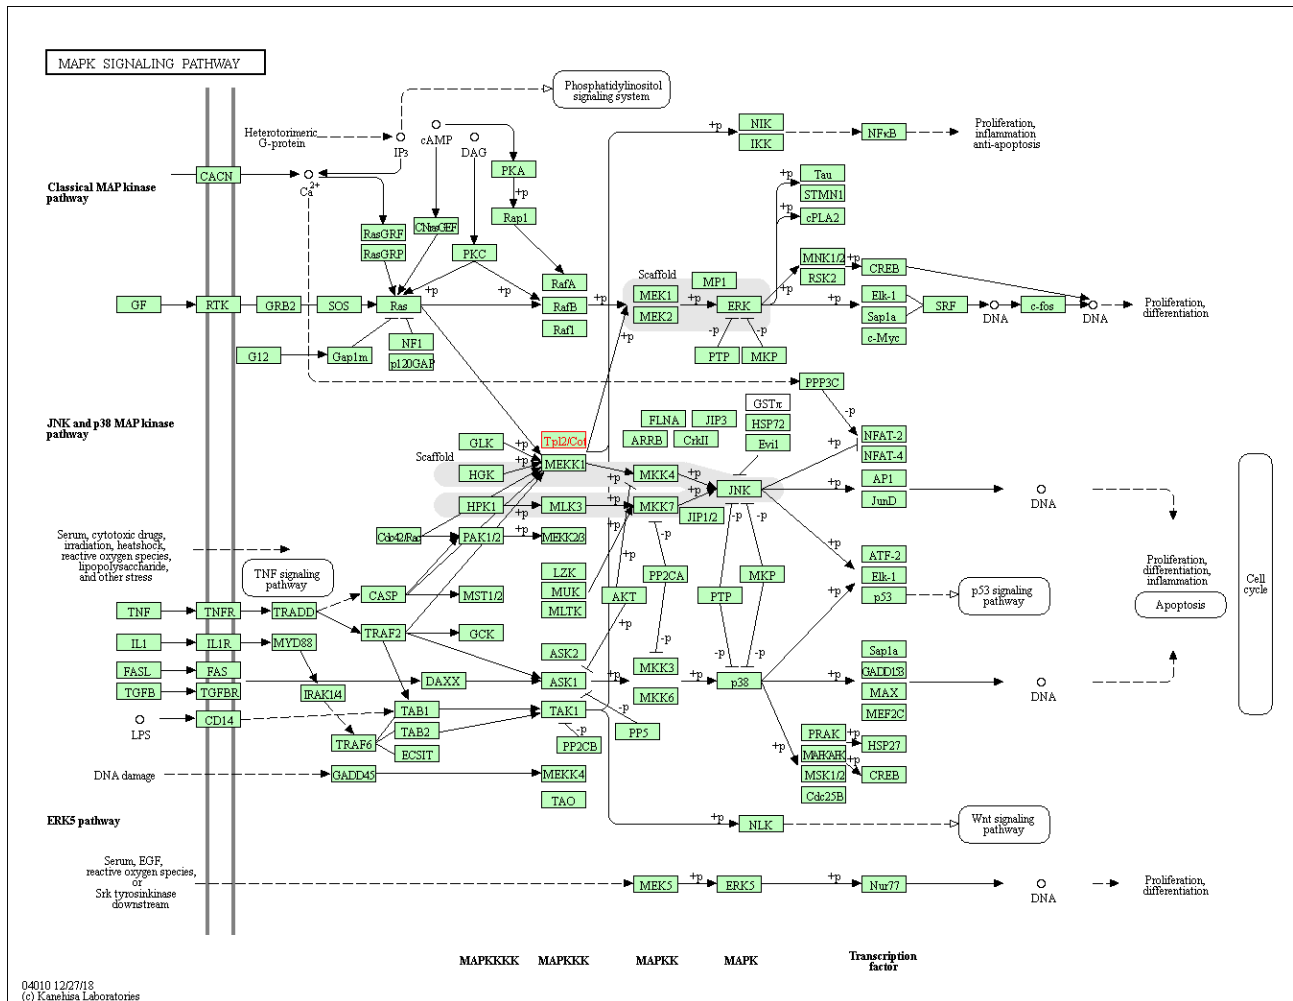 MAPK SIGNALING PATHWAY
Phosphatidylinositol
signaling system
Heterotorimeric
G-protein
IP3
cAMP
DAG
PKA
+p
NIK
IKK
NFκB
Proliferation,
inflammation
anti-apoptosis
CACN
Ca2+
Classical MAP kinase
pathway
+p
Rap1
RasGRF
RasGRP
CNrasGEF
PKC
+p
Tau
STMN1
+p
cPLA2
Scaffold
MP1
MNK1/2
RSK2
+p
CREB
+p
+p
RafA
RafB
Raf1
+p
MEK1
MEK2
+p
ERK
+p
+p
+p
Elk-1
Sap1a
c-Myc
SRF
DNA
c-fos
DNA
Proliferation,
differentiation
GF
RTK
GRB2
SOS
Ras
G12
Gap1m
NF1
p120GAP
+p
-p
-p
PTP
MKP
PPP3C
-p
JNK and p38 MAP kinase
pathway
GSTπ
HSP72
Evi1
FLNA
JIP3
ARRB
CrkII
+p
NFAT-2
NFAT-4
GLK
+p
Tpl2/Cot
MEKK1
Scaffold
HGK
+p
+p
MKK4
+p
JNK
+p
AP1
JunD
DNA
HPK1
+p
MLK3
+p
MKK7
+p
JIP1/2
Cdc42/Rac
PAK1/2
+p
+p
MEKK2/3
-p
-p
-p
+p
Serum, cytotoxic drugs,
irradiation, heatshock,
reactive oxygen species,
lipopolysaccharide,
and other stress
TNF signaling
pathway
LZK
MUK
MLTK
+p
PP2CA
MKP
ATF-2
Elk-1
p53
p53 signaling
pathway
Proliferation,
differentiation,
inflammation
Apoptosis
Cell
cycle
CASP
MST1/2
AKT
PTP
+p
TNF
TNFR
TRADD
TRAF2
GCK
+p
-p
-p
-p
IL1
IL1R
MYD88
ASK2
MKK3
MKK6
Sap1a
GADD153
MAX
MEF2C
FASL
FAS
DAXX
ASK1
+p
+p
p38
+p
DNA
TGFB
TGFBR
IRAK1/4
LPS
CD14
TAB1
TAK1
-p
PP5
TAB2
-p
PP2CB
TRAF6
ECSIT
+p
+p
PRAK
MAPKAPK
MSK1/2
Cdc25B
+p
+p
HSP27
CREB
DNA damage
GADD45
MEKK4
TAO
ERK5 pathway
+p
NLK
Wnt signaling
pathway
Serum, EGF,
reactive oxygen species,
or
Srk tyrosinkinase
downstream
MEK5
+p
ERK5
+p
Nur77
DNA
Proliferation,
differentiation
MAPKKKK
MAPKKK
MAPKK
MAPK
Transcription
factor
04010 12/27/18
(c) Kanehisa Laboratories